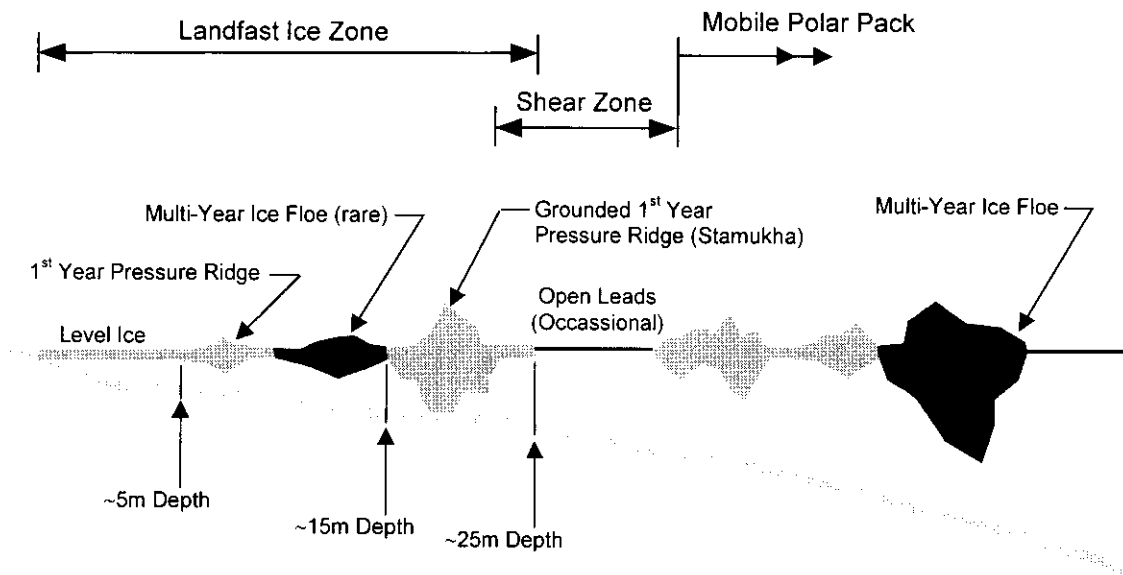 Landfast Ice Zone
Mobile Polar Pack
Shear Zone
Multi-Year Ice Floe (rare)
Grounded 1st Year
Pressure Ridge (Stamukha)
Multi-Year Ice Floe
1st Year Pressure Ridge
Open Leads
(Occassional)
Level Ice
~5m Depth
~15m Depth
~25m Depth